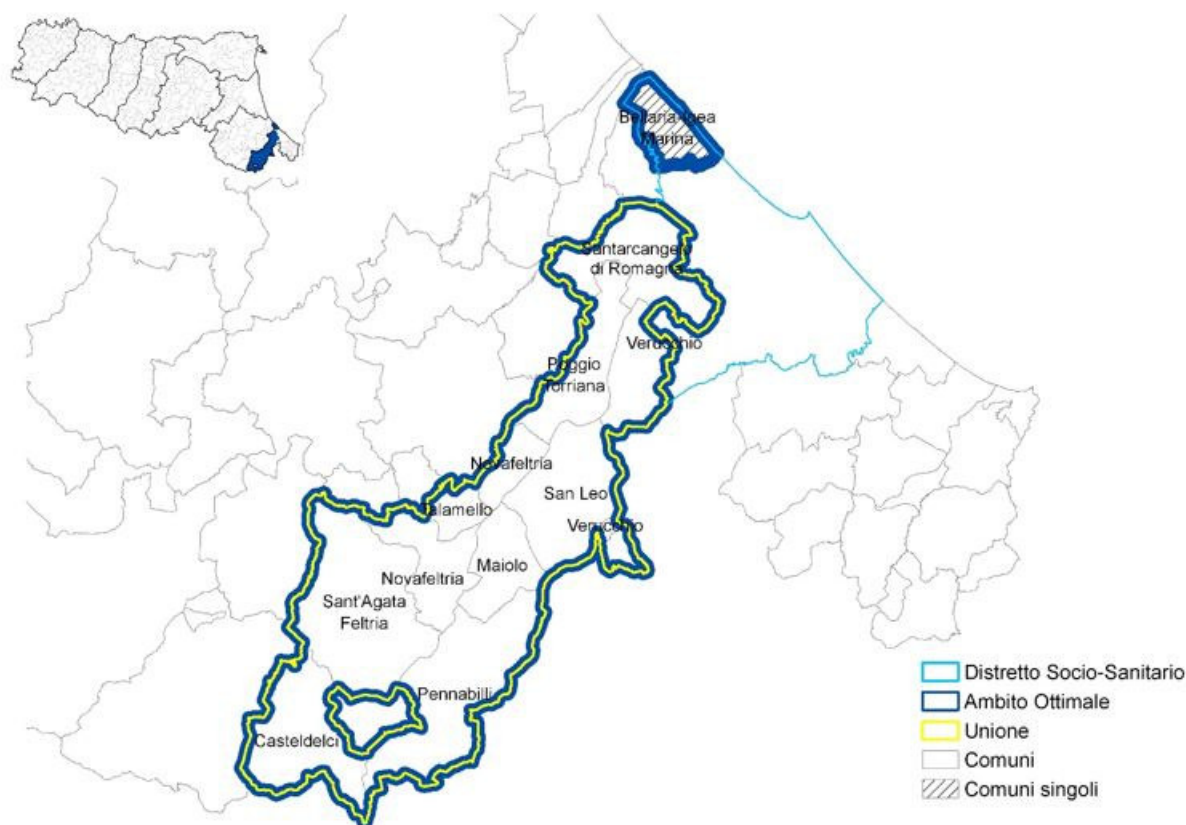 Bellaria-Igea
Marina
Santarcangelo
di Romagna
Verucchio
Poggio
Torriana
Novafeltria
San Leo
Talamello
Verucchio
Maiolo
Novafeltria
Sant'Agata
Feltria
Pennabilli
Casteldelci
Distretto Socio-Sanitario
Ambito Ottimale
Unione
Comuni
Comuni singoli